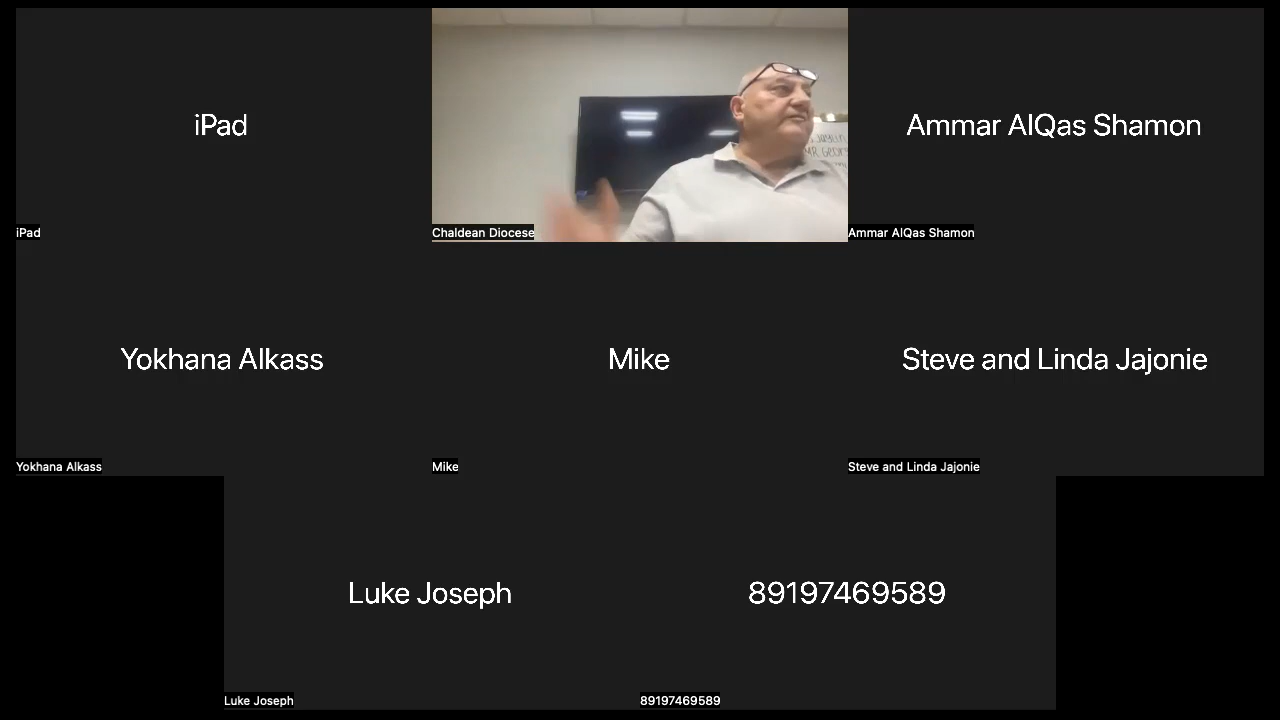 iPad
Ammar AlQas Shamon
iPad
Chaldean Diocese
Ammar AlQas Shamon
Yokhana Alkass
Mike
Steve and Linda Jajonie
Yokhana Alkass
Mike
Steve and Linda Jajonie
Luke Joseph
89197469589
Luke Joseph
89197469589